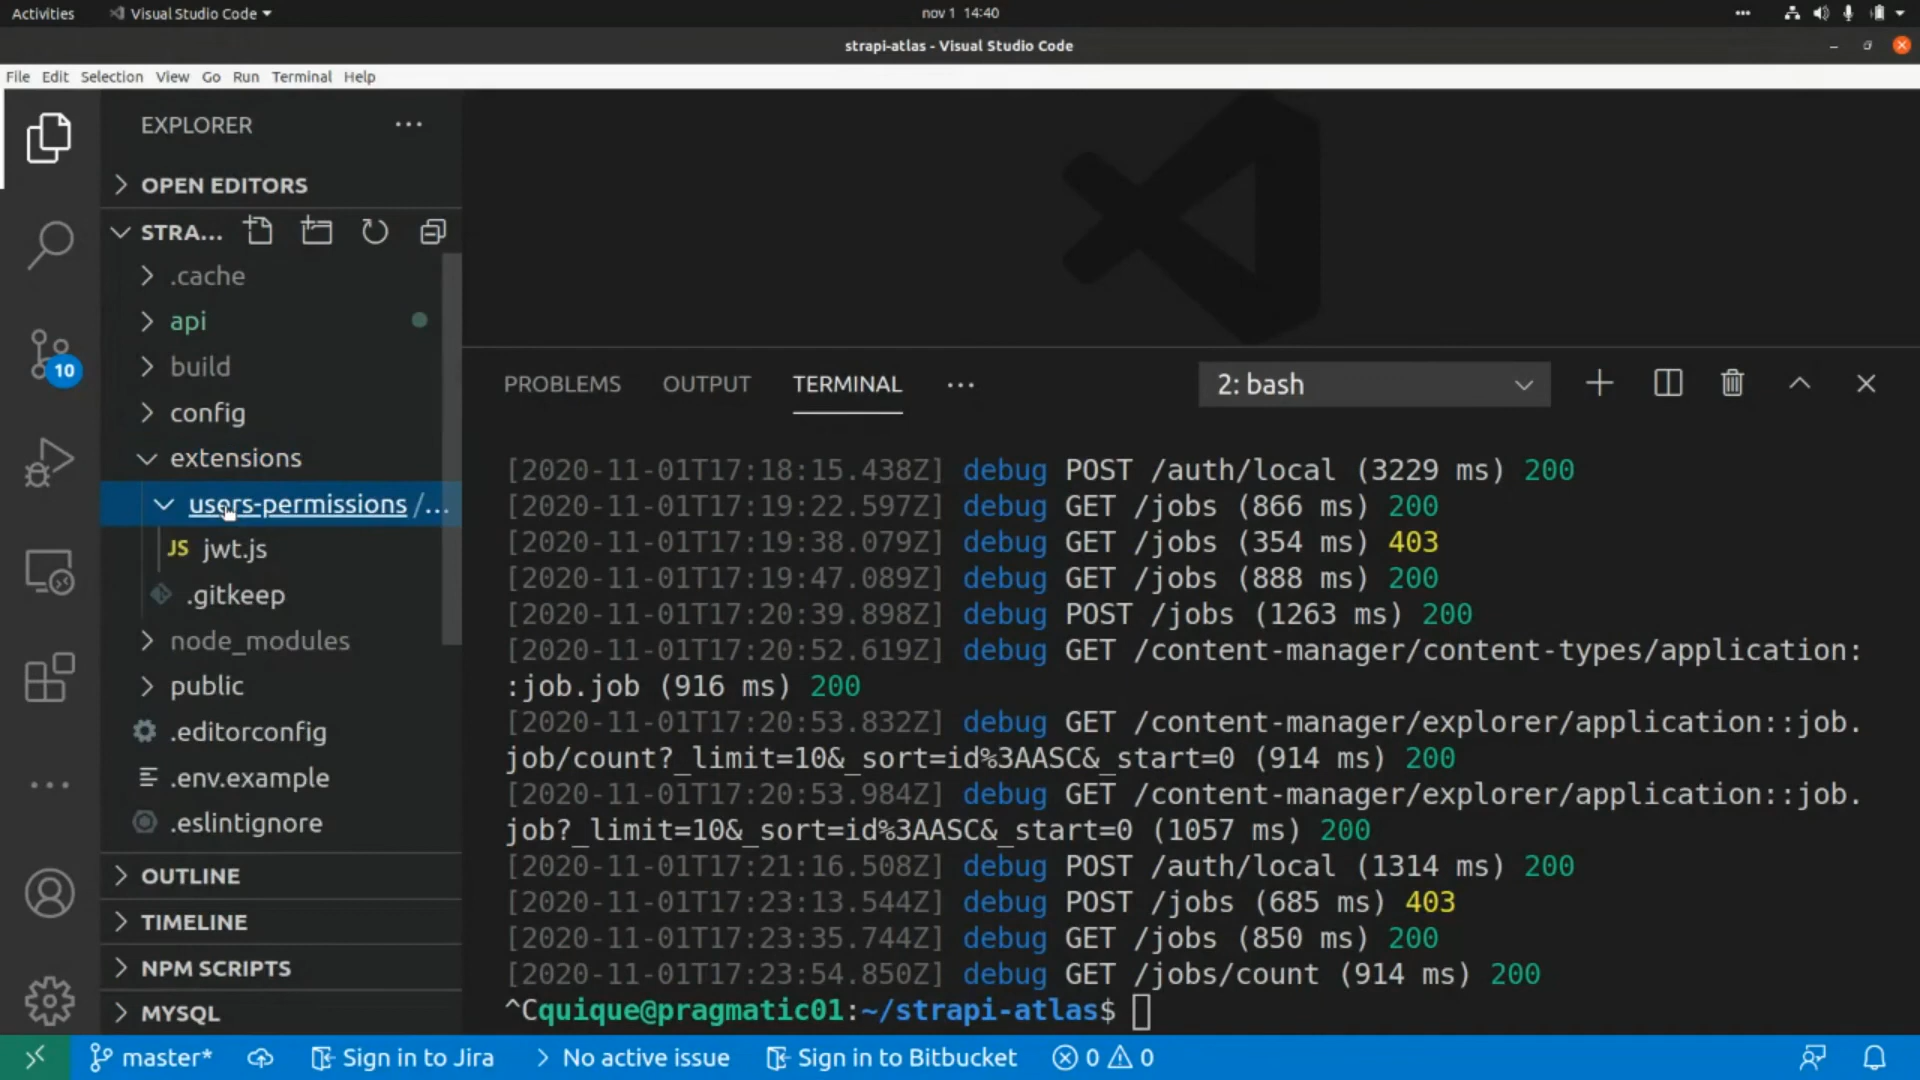 Activities
Visual Studio Code
nov 1 14:40
strapi-atlas - Visual Studio Code
File Edit Selection View Go Run Terminal Help
EXPLORER
OPEN EDITORS
STRA...
.cache
api
build
config
extensions
users-permissions /...
JS jwt.js
.gitkeep
node_modules
public
.editorconfig
.env.example
.eslintignore
OUTLINE
TIMELINE
NPM SCRIPTS
MYSQL
10
PROBLEMS OUTPUT TERMINAL
2: bash
[2020-11-01T17:18:15.438Z] debug POST /auth/local (3229 ms) 200
[2020-11-01T17:19:22.597Z] debug GET /jobs (866 ms) 200
[2020-11-01T17:19:38.079Z] debug GET /jobs (354 ms) 403
[2020-11-01T17:19:47.089Z] debug GET /jobs (888 ms) 200
[2020-11-01T17:20:39.898Z] debug POST /jobs (1263 ms) 200
[2020-11-01T17:20:52.619Z] debug GET /content-manager/content-types/application:
:job.job (916 ms) 200
[2020-11-01T17:20:53.832Z] debug GET /content-manager/explorer/application::job.
job/count?_limit=10&_sort=id%3AASC&_start=0 (914 ms) 200
[2020-11-01T17:20:53.984Z] debug GET /content-manager/explorer/application::job.
job?_limit=10&_sort=id%3AASC&_start=0 (1057 ms) 200
[2020-11-01T17:21:16.508Z] debug POST /auth/local (1314 ms) 200
[2020-11-01T17:23:13.544Z] debug POST /jobs (685 ms) 403
[2020-11-01T17:23:35.744Z] debug GET /jobs (850 ms) 200
[2020-11-01T17:23:54.850Z] debug GET /jobs/count (914 ms) 200
^Cquique@pragmatic01:~/strapi-atlas$
master* Sign in to Jira No active issue Sign in to Bitbucket 0 0